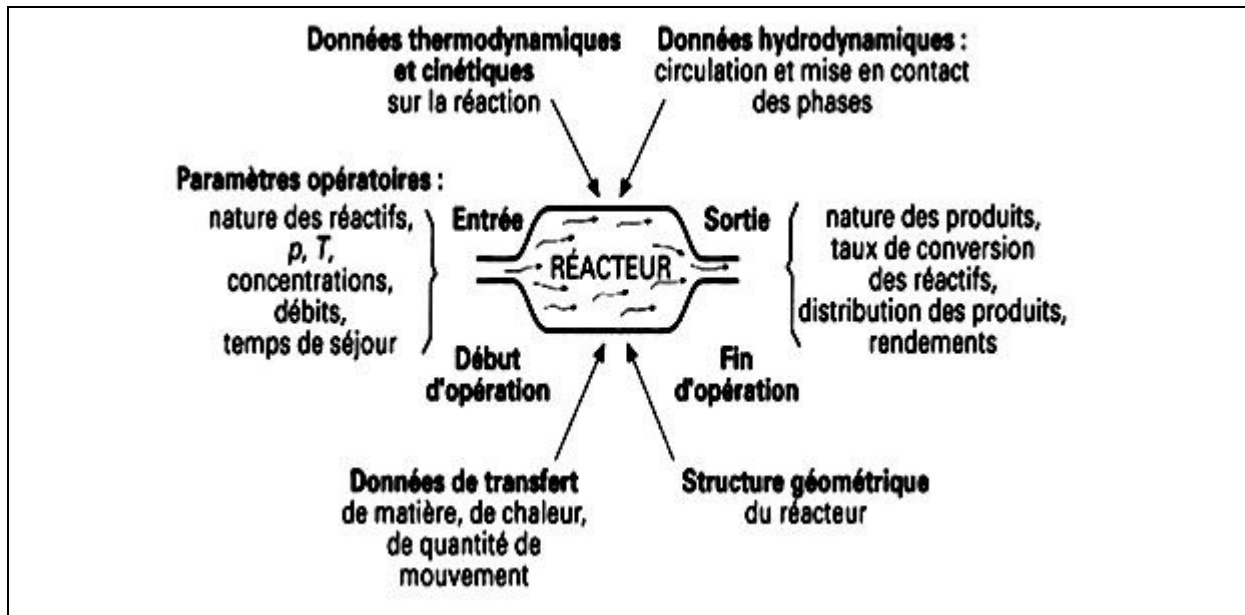 Données thermodynamiques
et cinétiques
sur la réaction
Données hydrodynamiques :
circulation et mise en contact
des phases
Paramètres opératoires :
nature des réactifs,
p, T,
concentrations,
débits,
temps de séjour
Entrée
Début
d'opération
RÉACTEUR
Sortie
Fin
d'opération
nature des produits,
taux de conversion
des réactifs,
distribution des produits,
rendements
Données de transfert
de matière, de chaleur,
de quantité de
mouvement
Structure géométrique
du réacteur